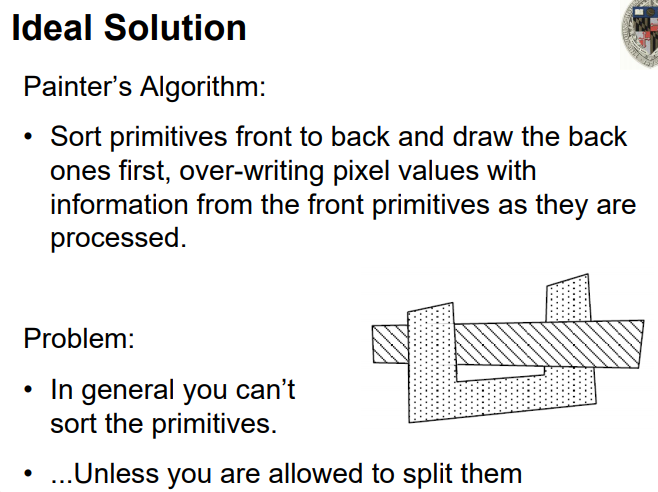 Ideal Solution
Painter’s Algorithm:
• Sort primitives front to back and draw the back
ones first, over-writing pixel values with
information from the front primitives as they are
processed.
Problem:
• In general you can’t
sort the primitives.
• ...Unless you are allowed to split them